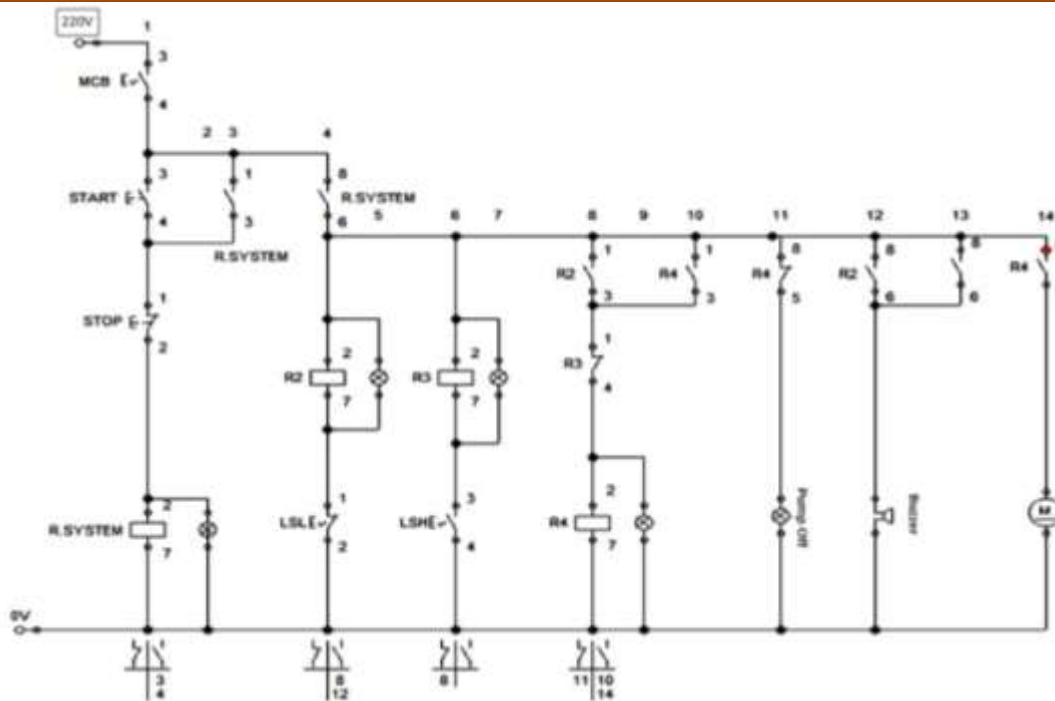 220V
1
3
MCB
4
2 3 4
3 1 8
START R.SYSTEM
4 3 6 5 6 7 8 9 10 11 12 13 14
R.SYSTEM
1 1 8 8 8
R2 R4 R4 R2 R4
3 3 5 6 6
1
STOP
2
1
R3
4
2 2
R2 R3
7 7
1 3 2
LSL LSH R4
2 4 7
Pump Off
Buzzer
M
2
R.SYSTEM
7
0V
3 8 8 11 10
4 12 14